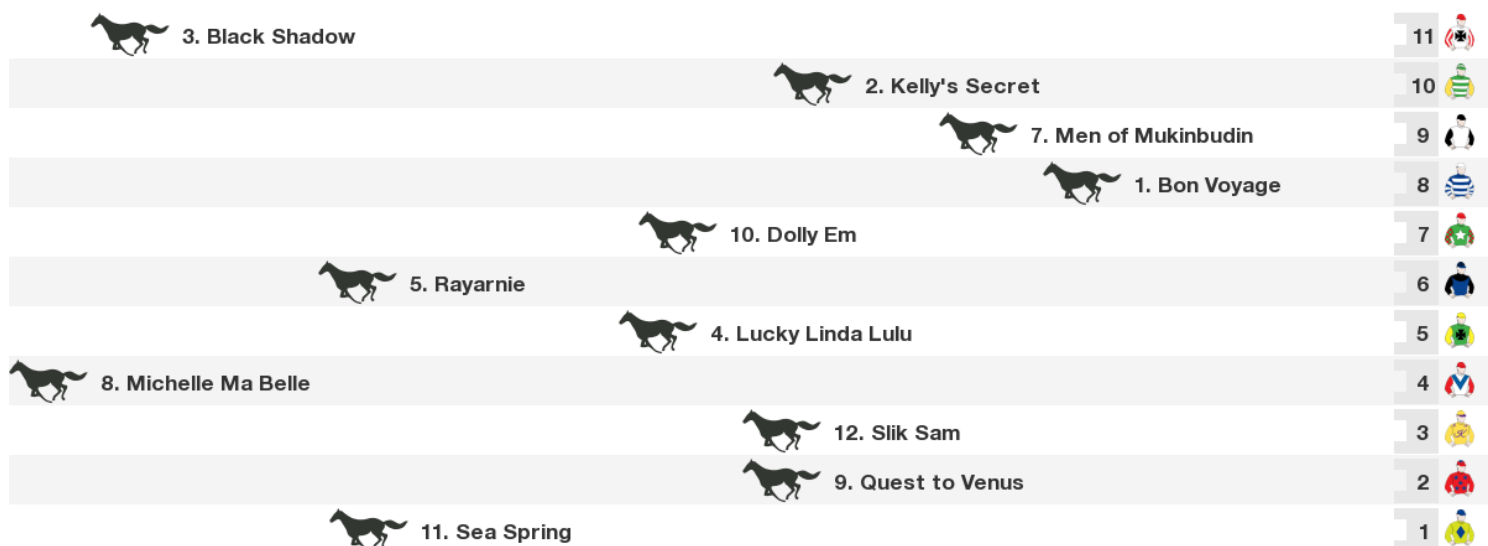 3. Black Shadow 11
2. Kelly's Secret 10
7. Men of Mukinbudin 9
1. Bon Voyage 8
10. Dolly Em 7
5. Rayarnie 6
4. Lucky Linda Lulu 5
8. Michelle Ma Belle 4
12. Slik Sam 3
9. Quest to Venus 2
11. Sea Spring 1